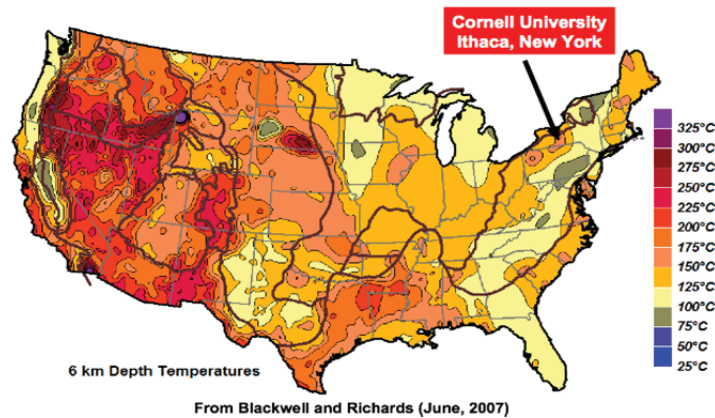 Cornell University
Ithaca, New York
325°C
300°C
275°C
250°C
225°C
200°C
175°C
150°C
125°C
100°C
75°C
50°C
25°C
6 km Depth Temperatures
From Blackwell and Richards (June, 2007)